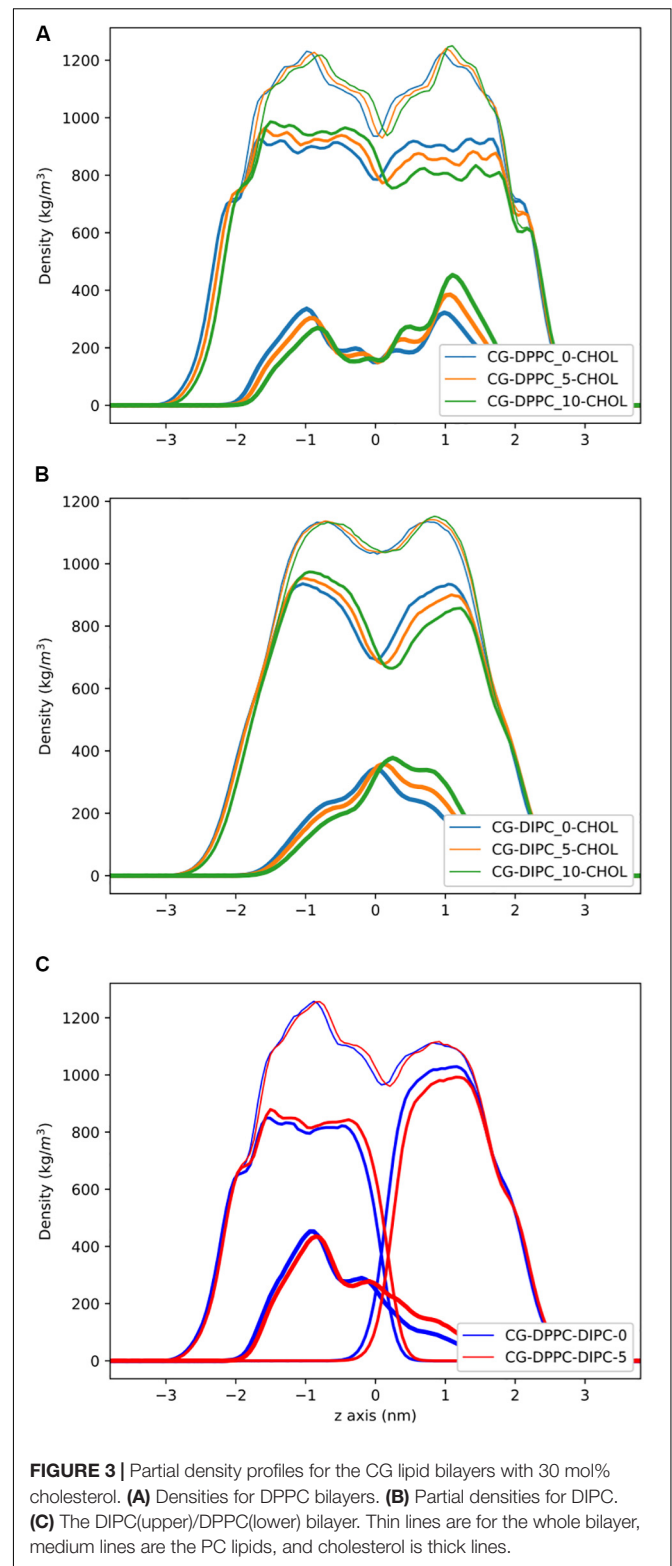 A
Density (kg/m³)
1200
1000
800
600
400
200
0
−3 −2 −1 0 1 2 3
CG-DPPC_0-CHOL
CG-DPPC_5-CHOL
CG-DPPC_10-CHOL
B
Density (kg/m³)
1200
1000
800
600
400
200
0
−3 −2 −1 0 1 2 3
CG-DIPC_0-CHOL
CG-DIPC_5-CHOL
CG-DIPC_10-CHOL
C
Density (kg/m³)
1200
1000
800
600
400
200
0
−3 −2 −1 0 1 2 3
z axis (nm)
CG-DPPC-DIPC-0
CG-DPPC-DIPC-5
FIGURE 3 | Partial density profiles for the CG lipid bilayers with 30 mol%
cholesterol. (A) Densities for DPPC bilayers. (B) Partial densities for DIPC.
(C) The DIPC(upper)/DPPC(lower) bilayer. Thin lines are for the whole bilayer,
medium lines are the PC lipids, and cholesterol is thick lines.